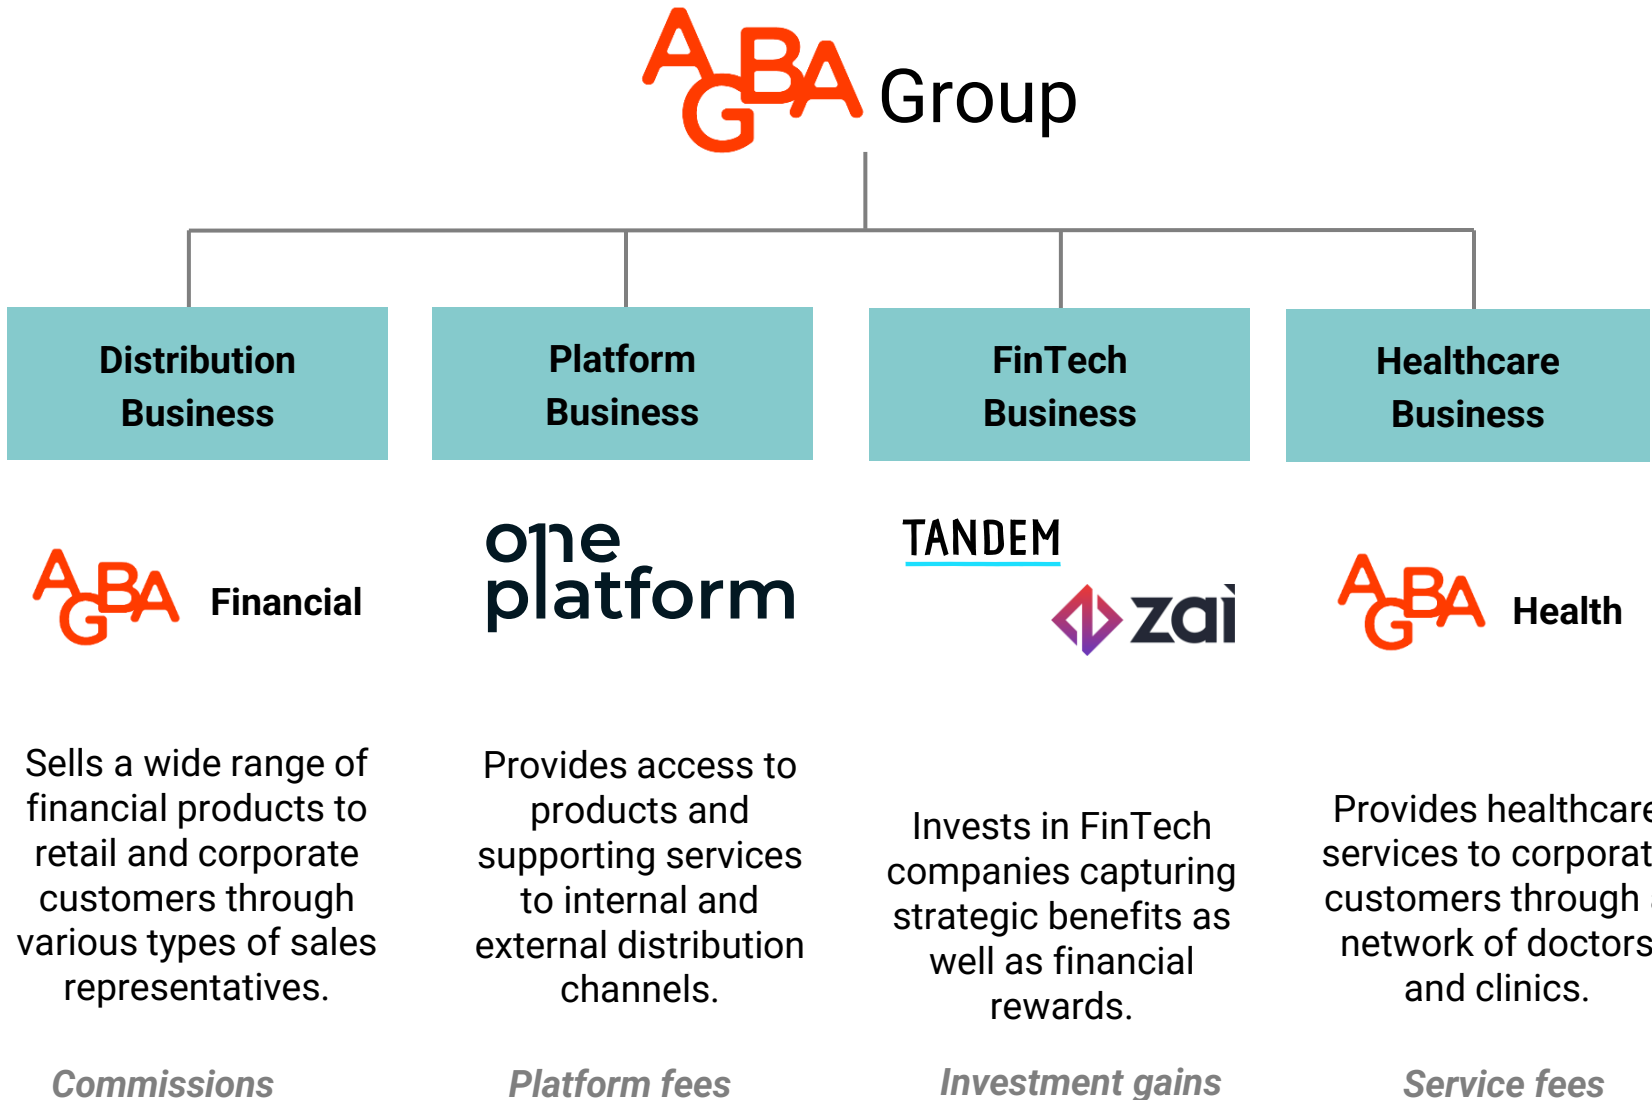 AGBA Group
Distribution
Business
Platform
Business
FinTech
Business
Healthcare
Business
AGBA Financial
one
platform
TANDEM
zai
AGBA Health
Sells a wide range of
financial products to
retail and corporate
customers through
various types of sales
representatives.
Provides access to
products and
supporting services
to internal and
external distribution
channels.
Invests in FinTech
companies capturing
strategic benefits as
well as financial
rewards.
Provides healthcare
services to corporat
customers through
network of doctors
and clinics.
Commissions
Platform fees
Investment gains
Service fees